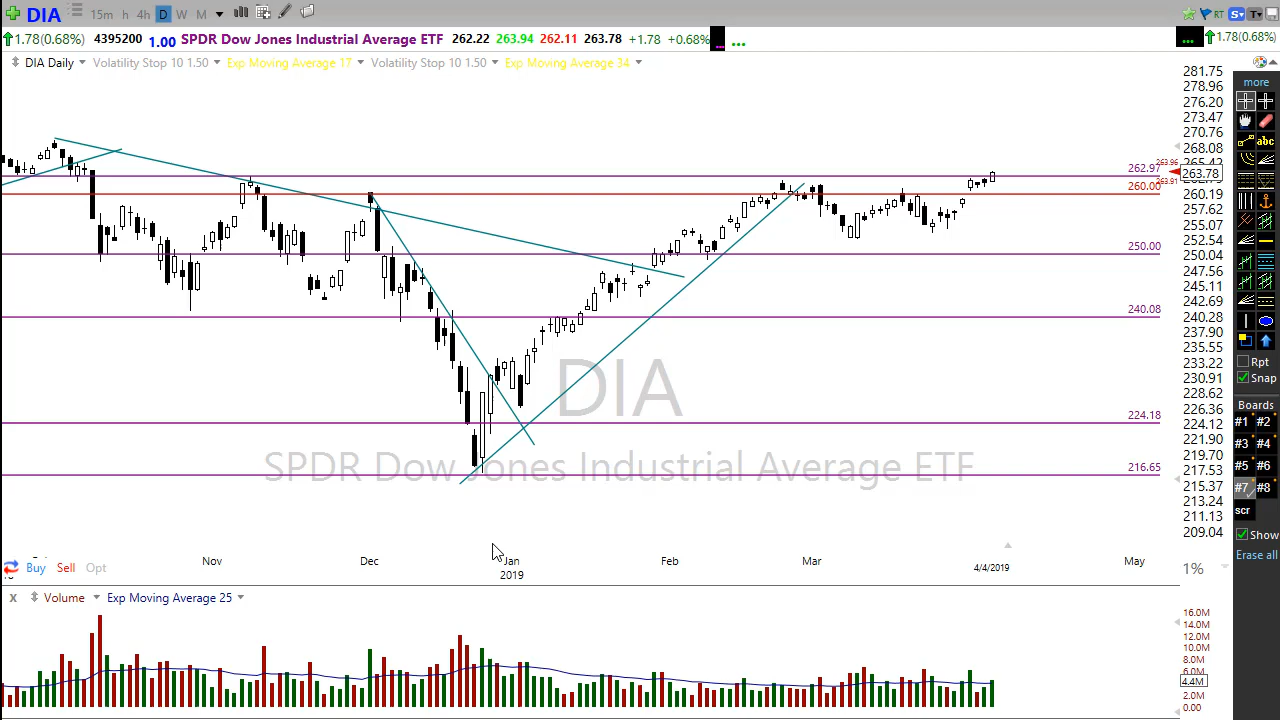 DIA 15m h 4h D W M RT S T
1.78(0.68%) 4395200 1.00 SPDR Dow Jones Industrial Average ETF 262.22 263.94 262.11 263.78 +1.78 +0.68% ... ... ... 1.78(0.68%)
DIA Daily Volatility Stop 10 1.50 Exp Moving Average 17 Volatility Stop 10 1.50 Exp Moving Average 34
281.75
278.96
276.20
273.47
270.76
268.08
265.42
262.97
263.96
263.78
263.91
260.00
260.19
257.62
255.07
252.54
250.00
250.04
247.56
245.11
242.69
240.08
240.28
237.90
235.55
233.22
230.91
228.62
226.36
224.18
224.12
221.90
219.70
217.53
216.65
215.37
213.24
211.13
209.04
DIA
SPDR Dow Jones Industrial Average ETF
Nov Dec Jan Feb Mar May
2019 4/4/2019
Buy Sell Opt 1%
X Volume Exp Moving Average 25
16.0M
14.0M
12.0M
10.0M
8.0M
6.0M
4.4M
2.0M
0.00
more
abc
Rpt
Snap
Boards
#1 #2
#3 #4
#5 #6
#7 #8
scr
Show
Erase all